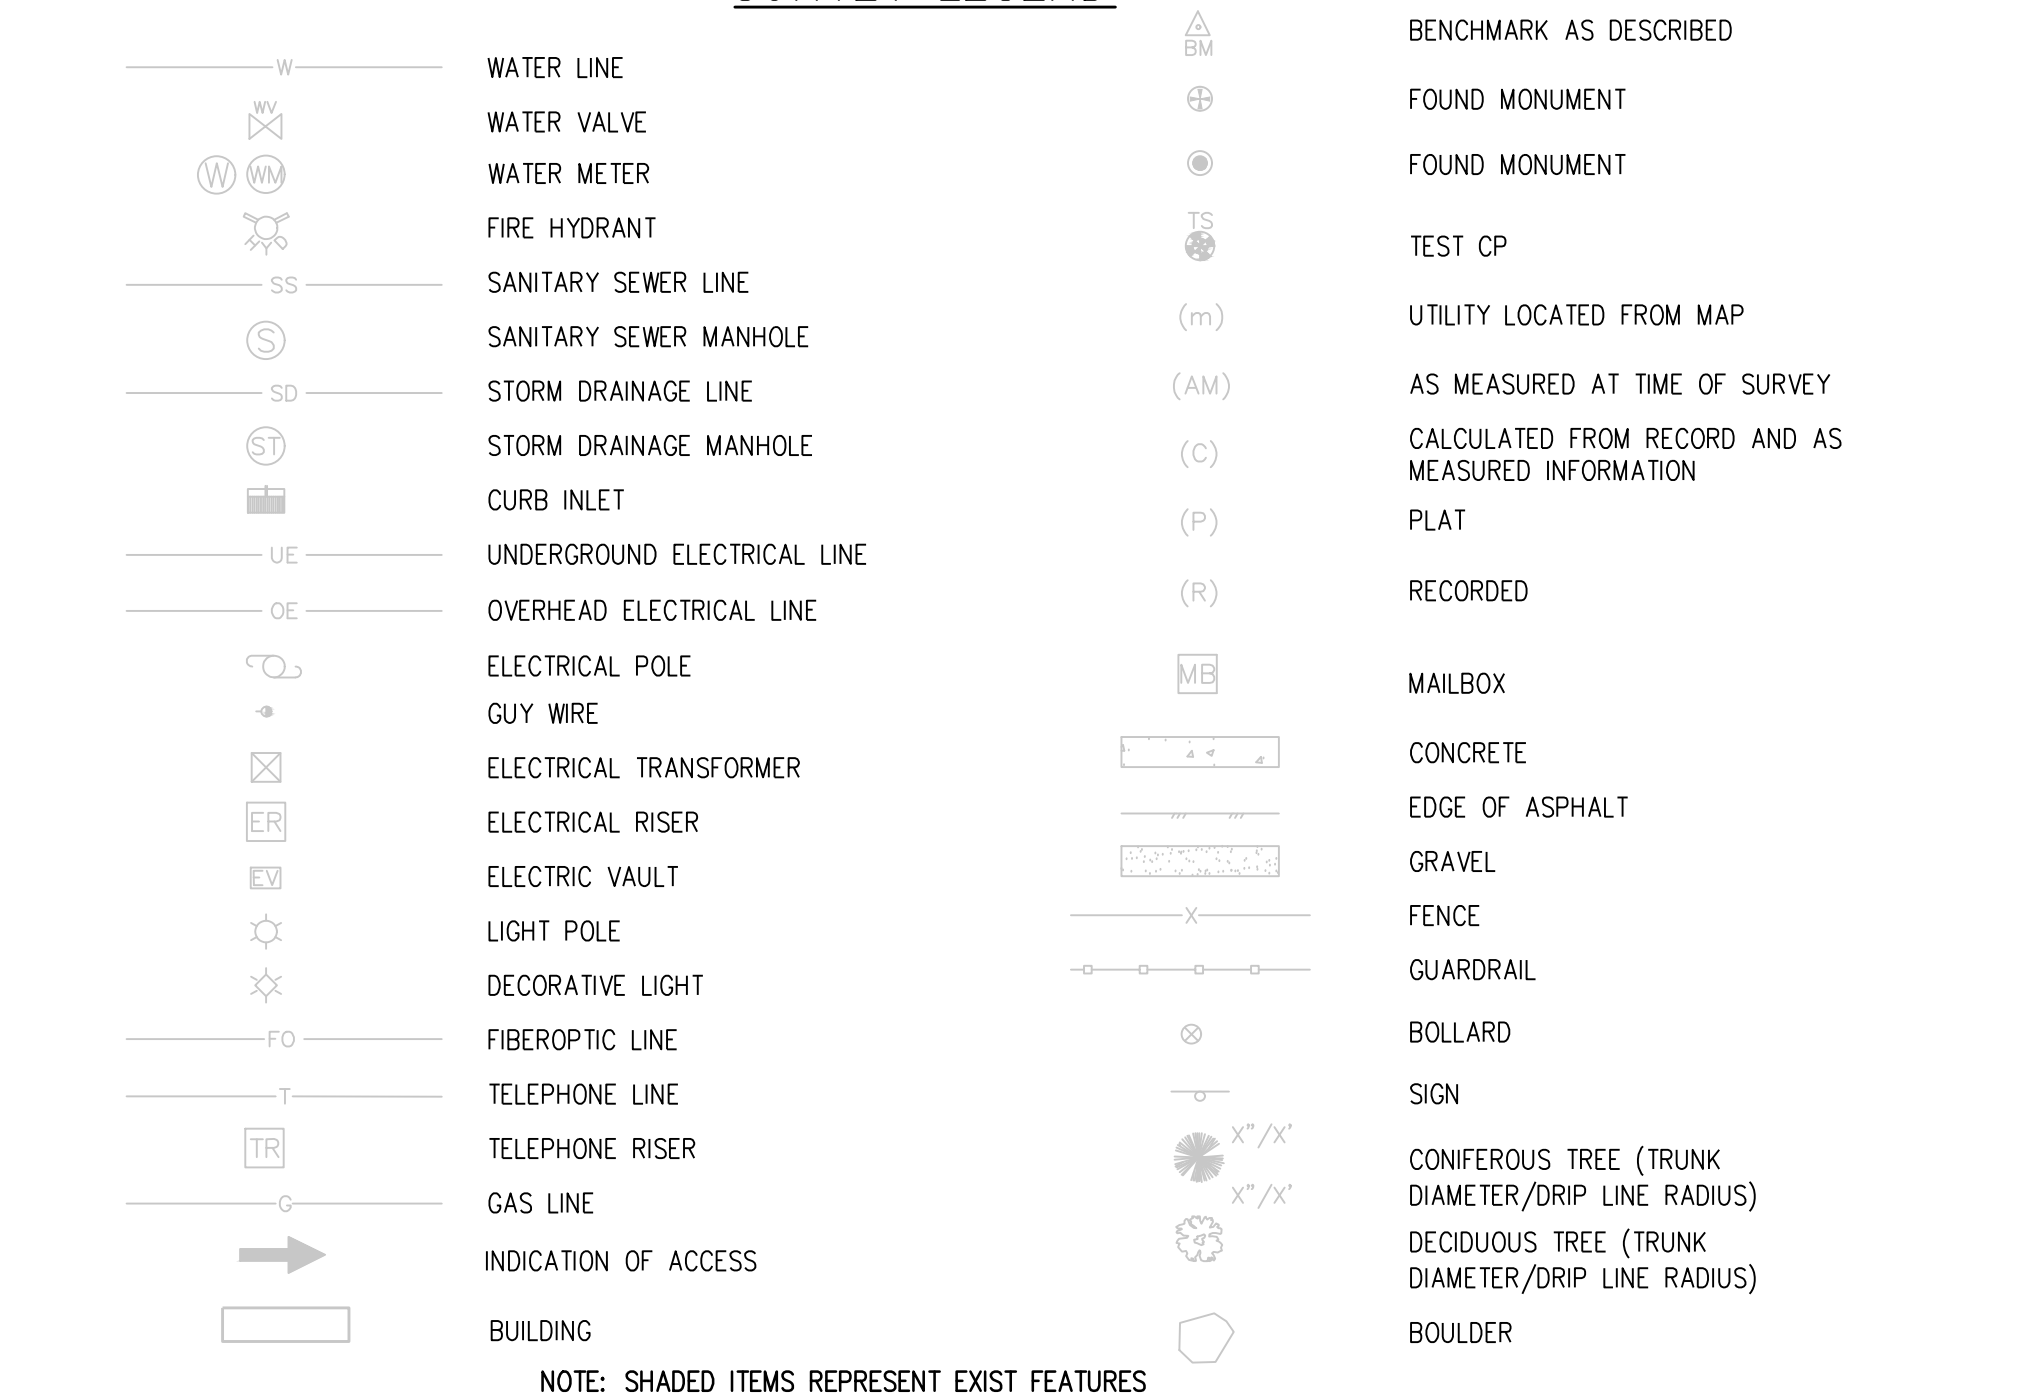 W WATER LINE
WV
WATER VALVE
W WM WATER METER
HYD FIRE HYDRANT
SS SANITARY SEWER LINE
S SANITARY SEWER MANHOLE
SD STORM DRAINAGE LINE
ST STORM DRAINAGE MANHOLE
CURB INLET
UE UNDERGROUND ELECTRICAL LINE
OE OVERHEAD ELECTRICAL LINE
ELECTRICAL POLE
GUY WIRE
ELECTRICAL TRANSFORMER
ER ELECTRICAL RISER
EV ELECTRIC VAULT
LIGHT POLE
DECORATIVE LIGHT
FO FIBEROPTIC LINE
T TELEPHONE LINE
TR TELEPHONE RISER
G GAS LINE
INDICATION OF ACCESS
BUILDING
BENCHMARK AS DESCRIBED
BM
FOUND MONUMENT
FOUND MONUMENT
TS
TEST CP
(m) UTILITY LOCATED FROM MAP
(AM) AS MEASURED AT TIME OF SURVEY
(C) CALCULATED FROM RECORD AND AS
MEASURED INFORMATION
(P) PLAT
(R) RECORDED
MB MAILBOX
CONCRETE
EDGE OF ASPHALT
GRAVEL
X FENCE
GUARDRAIL
BOLLARD
SIGN
X"/X'
CONIFEROUS TREE (TRUNK
DIAMETER/DRIP LINE RADIUS)
X"/X'
DECIDUOUS TREE (TRUNK
DIAMETER/DRIP LINE RADIUS)
BOULDER
NOTE: SHADED ITEMS REPRESENT EXIST FEATURES